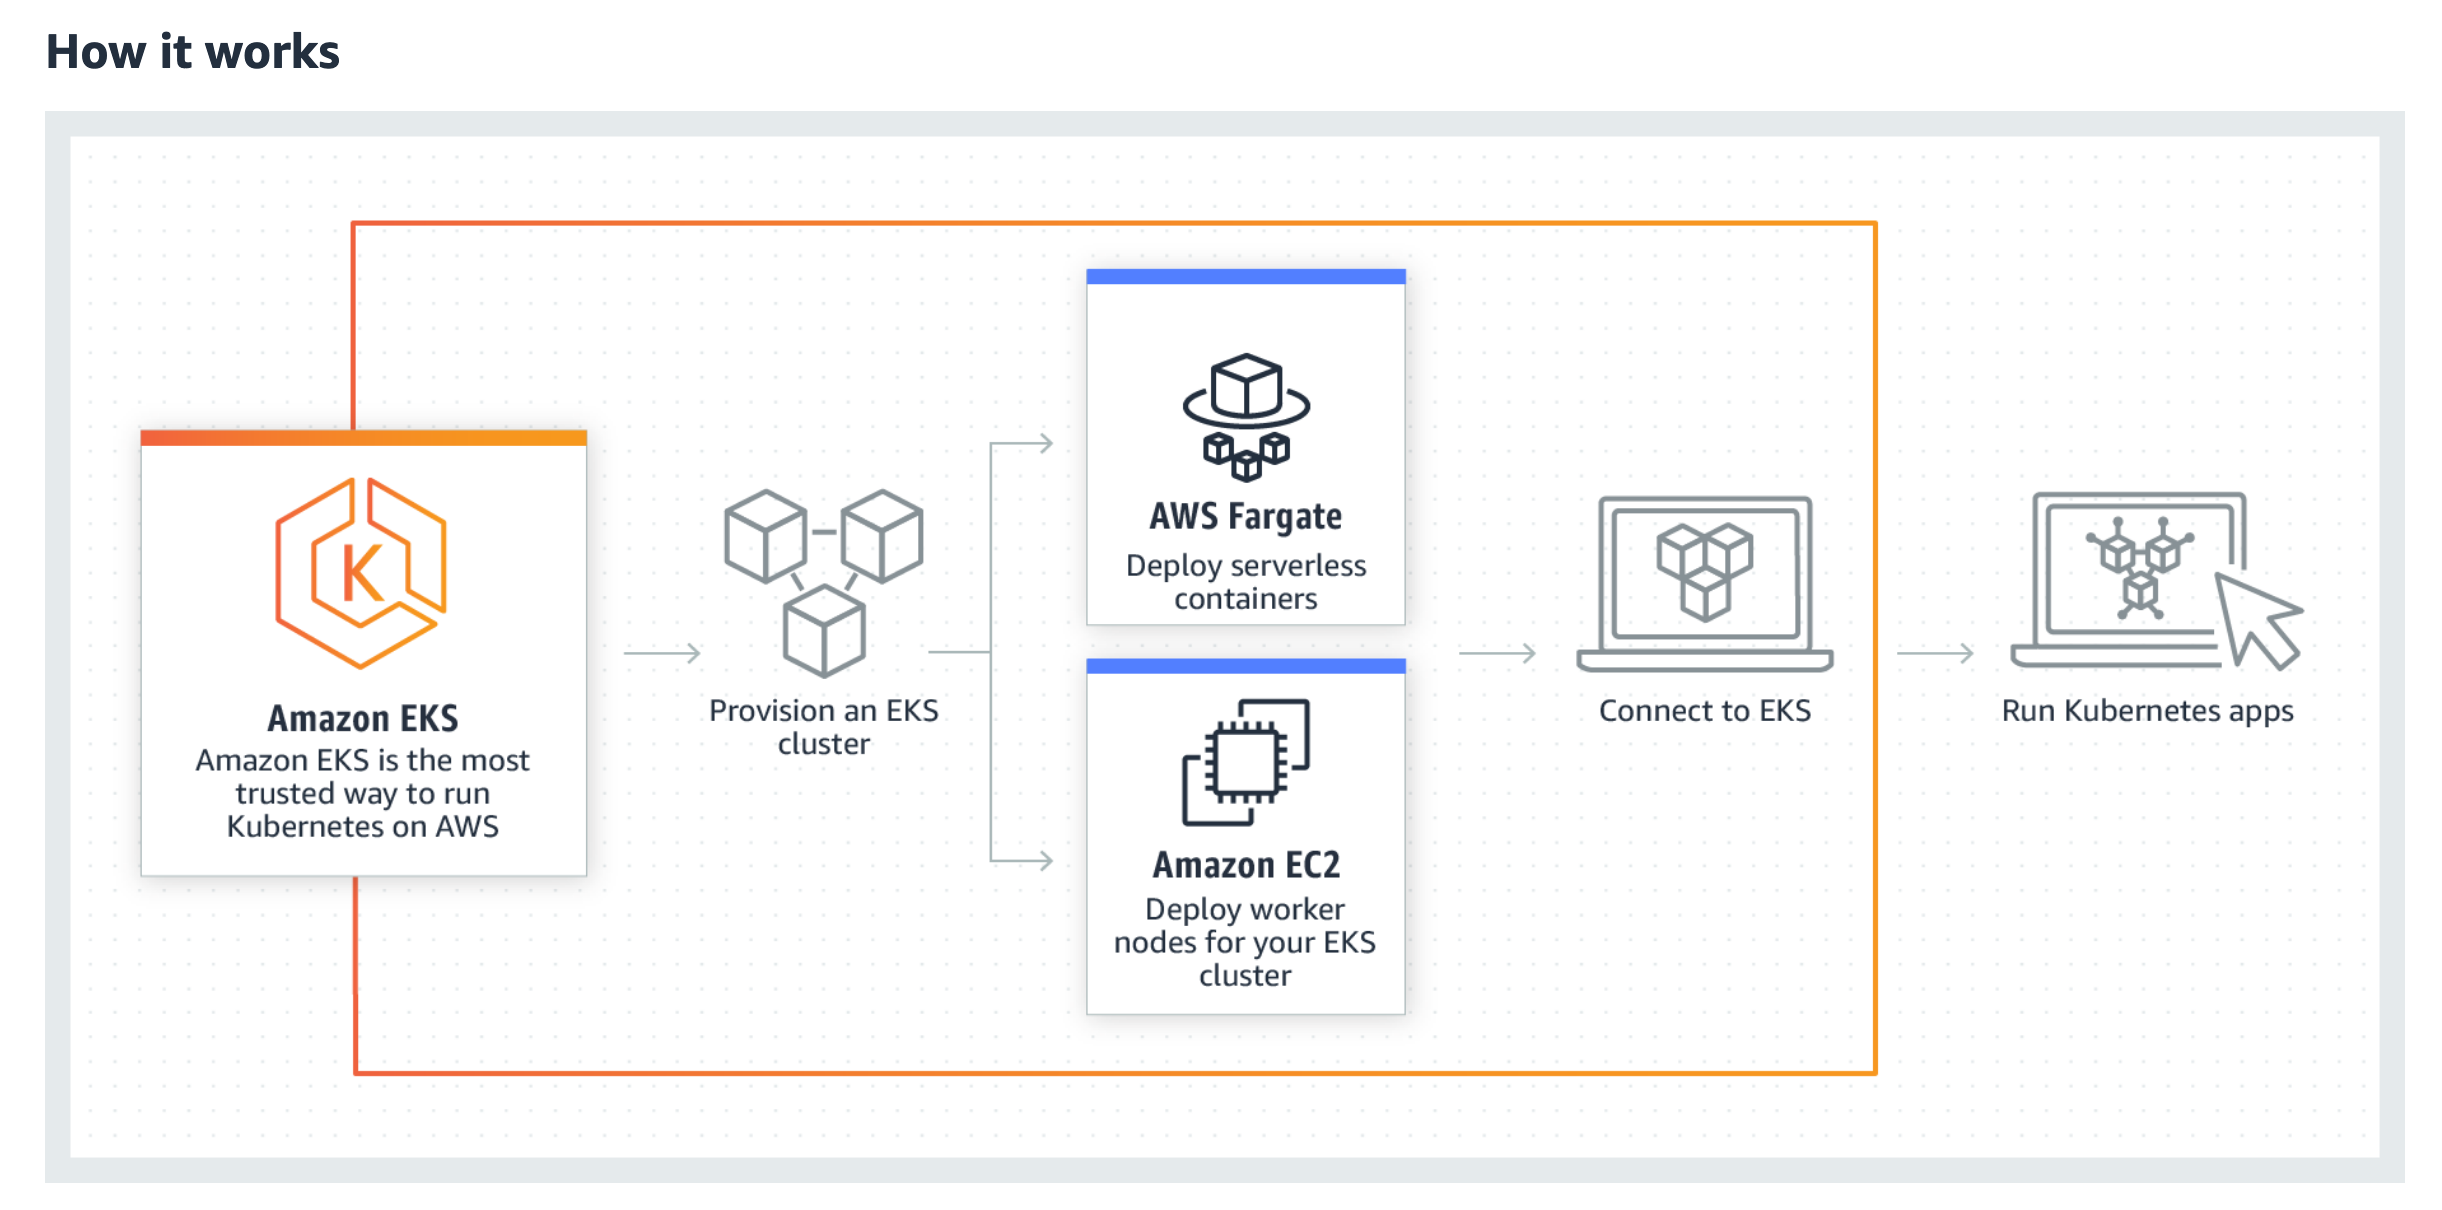 How it works
K
Amazon EKS
Amazon EKS is the most
trusted way to run
Kubernetes on AWS
Provision an EKS
cluster
AWS Fargate
Deploy serverless
containers
Amazon EC2
Deploy worker
nodes for your EKS
cluster
Connect to EKS
Run Kubernetes apps